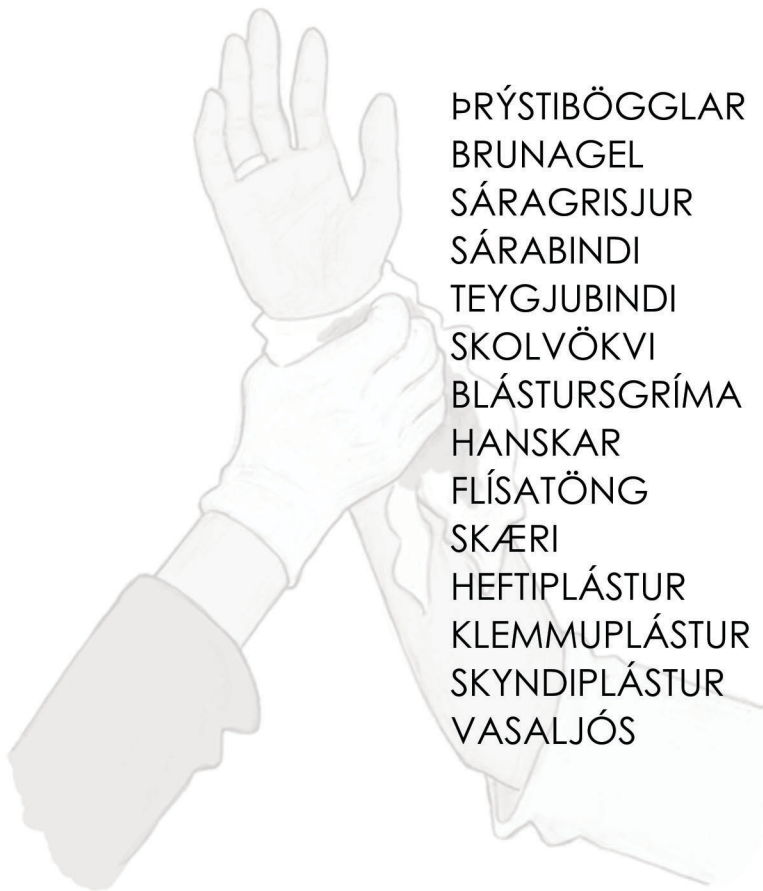 ÞRÝSTIBÖGGLAR
BRUNAGEL
SÁRAGRISJUR
SÁRABINDI
TEYGJUBINDI
SKOLVÖKVI
BLÁSTURSGRÍMA
HANSKAR
FLÍSATÖNG
SKÆRI
HEFTIPLÁSTUR
KLEMMUPLÁSTUR
SKYNDIPLÁSTUR
VASALJÓS